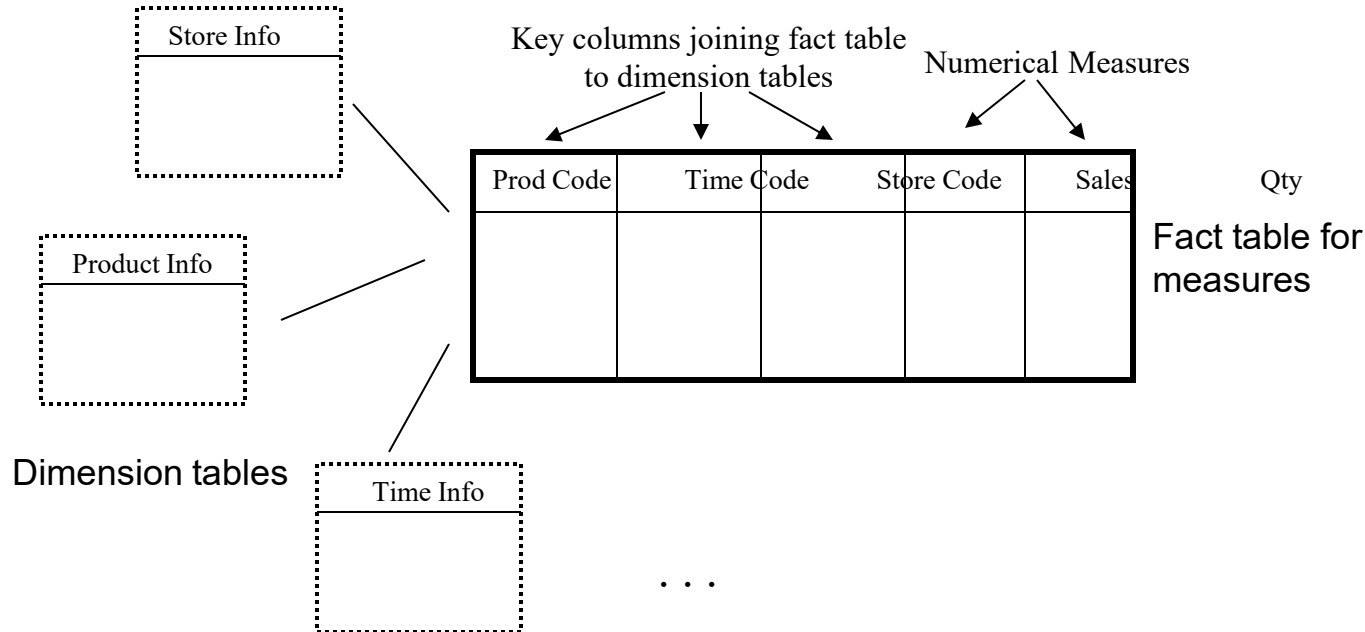 Store Info
Key columns joining fact table
to dimension tables
Numerical Measures
Prod Code Time Code Store Code Sales Qty
Fact table for
measures
Product Info
Dimension tables
Time Info
. . .